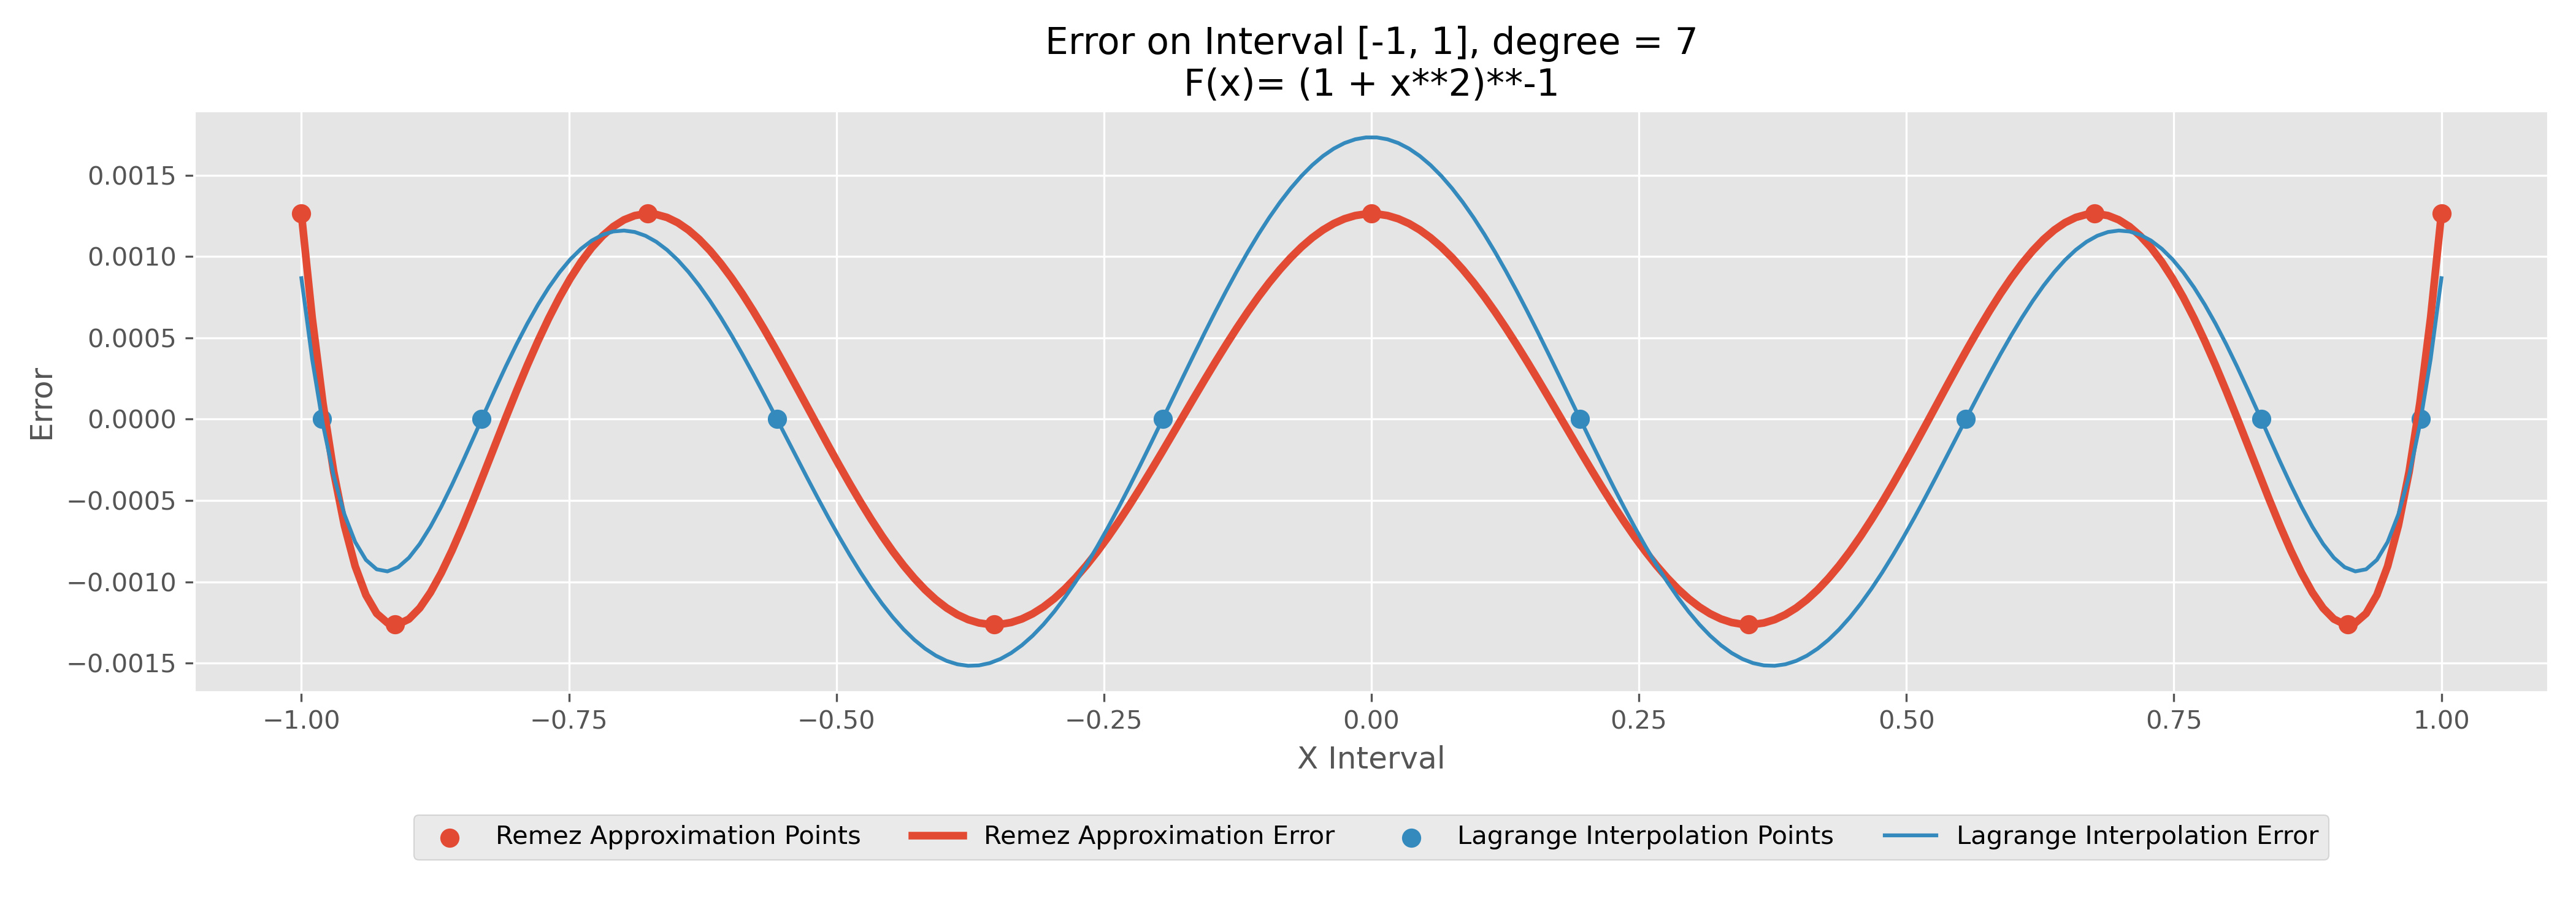 Error on Interval [-1, 1], degree = 7
F(x)= (1 + x**2)**-1
Error
0.0015
0.0010
0.0005
0.0000
−0.0005
−0.0010
−0.0015
−1.00 −0.75 −0.50 −0.25 0.00 0.25 0.50 0.75 1.00
X Interval
Remez Approximation Points Remez Approximation Error Lagrange Interpolation Points Lagrange Interpolation Error